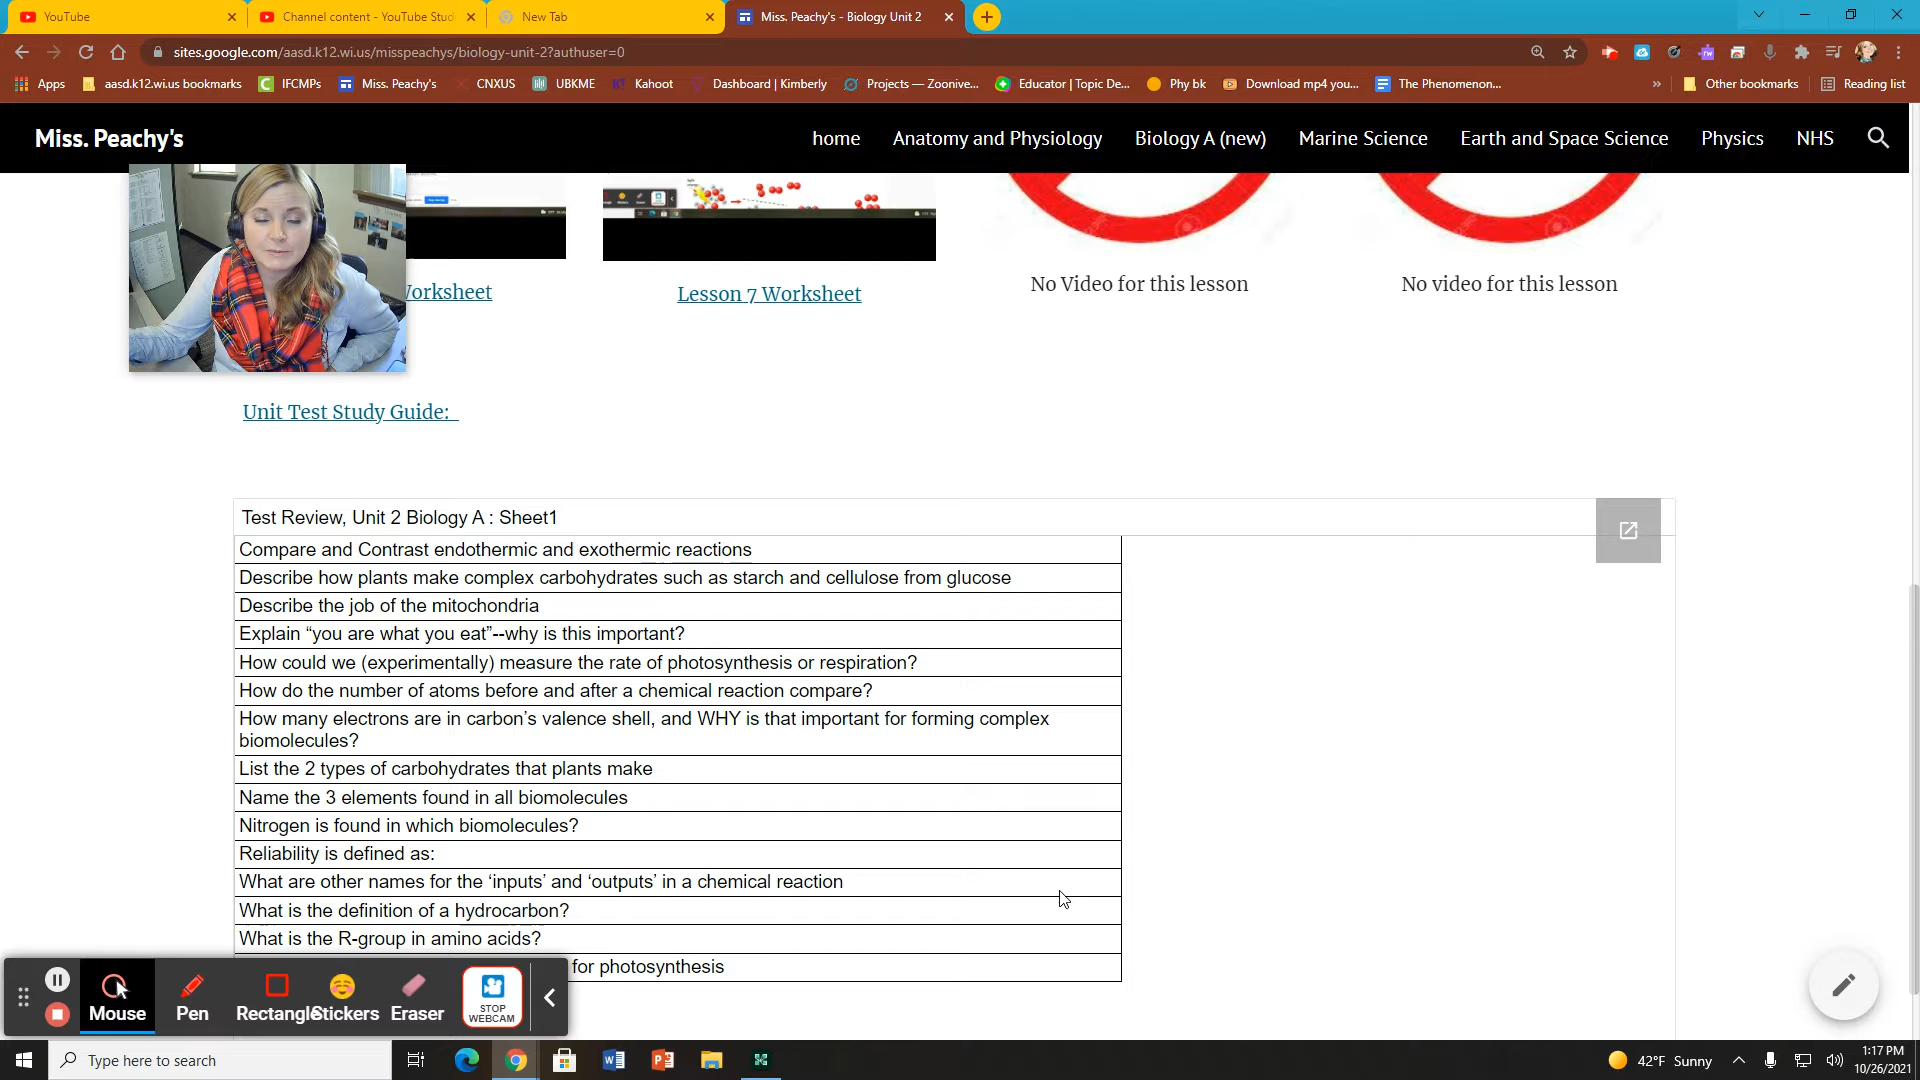 YouTube
Channel content - YouTube Stud
New Tab
Miss. Peachy's - Biology Unit 2
sites.google.com/aasd.k12.wi.us/misspeachys/biology-unit-2?authuser=0
Apps
aasd.k12.wi.us bookmarks
IFCMPs
Miss. Peachy's
CNXUS
UBKME
Kahoot
Dashboard | Kimberly
Projects — Zoonive...
Educator | Topic De...
Phy bk
Download mp4 you...
The Phenomenon...
Other bookmarks
Reading list
Miss. Peachy's
home
Anatomy and Physiology
Biology A (new)
Marine Science
Earth and Space Science
Physics
NHS
Worksheet
Lesson 7 Worksheet
No Video for this lesson
No video for this lesson
Unit Test Study Guide:
Test Review, Unit 2 Biology A : Sheet1
Compare and Contrast endothermic and exothermic reactions
Describe how plants make complex carbohydrates such as starch and cellulose from glucose
Describe the job of the mitochondria
Explain “you are what you eat”--why is this important?
How could we (experimentally) measure the rate of photosynthesis or respiration?
How do the number of atoms before and after a chemical reaction compare?
How many electrons are in carbon’s valence shell, and WHY is that important for forming complex
biomolecules?
List the 2 types of carbohydrates that plants make
Name the 3 elements found in all biomolecules
Nitrogen is found in which biomolecules?
Reliability is defined as:
What are other names for the ‘inputs’ and ‘outputs’ in a chemical reaction
What is the definition of a hydrocarbon?
What is the R-group in amino acids?
for photosynthesis
Mouse
Pen
Rectangle
Stickers
Eraser
STOP
WEBCAM
Type here to search
42°F Sunny
1:17 PM
10/26/2021